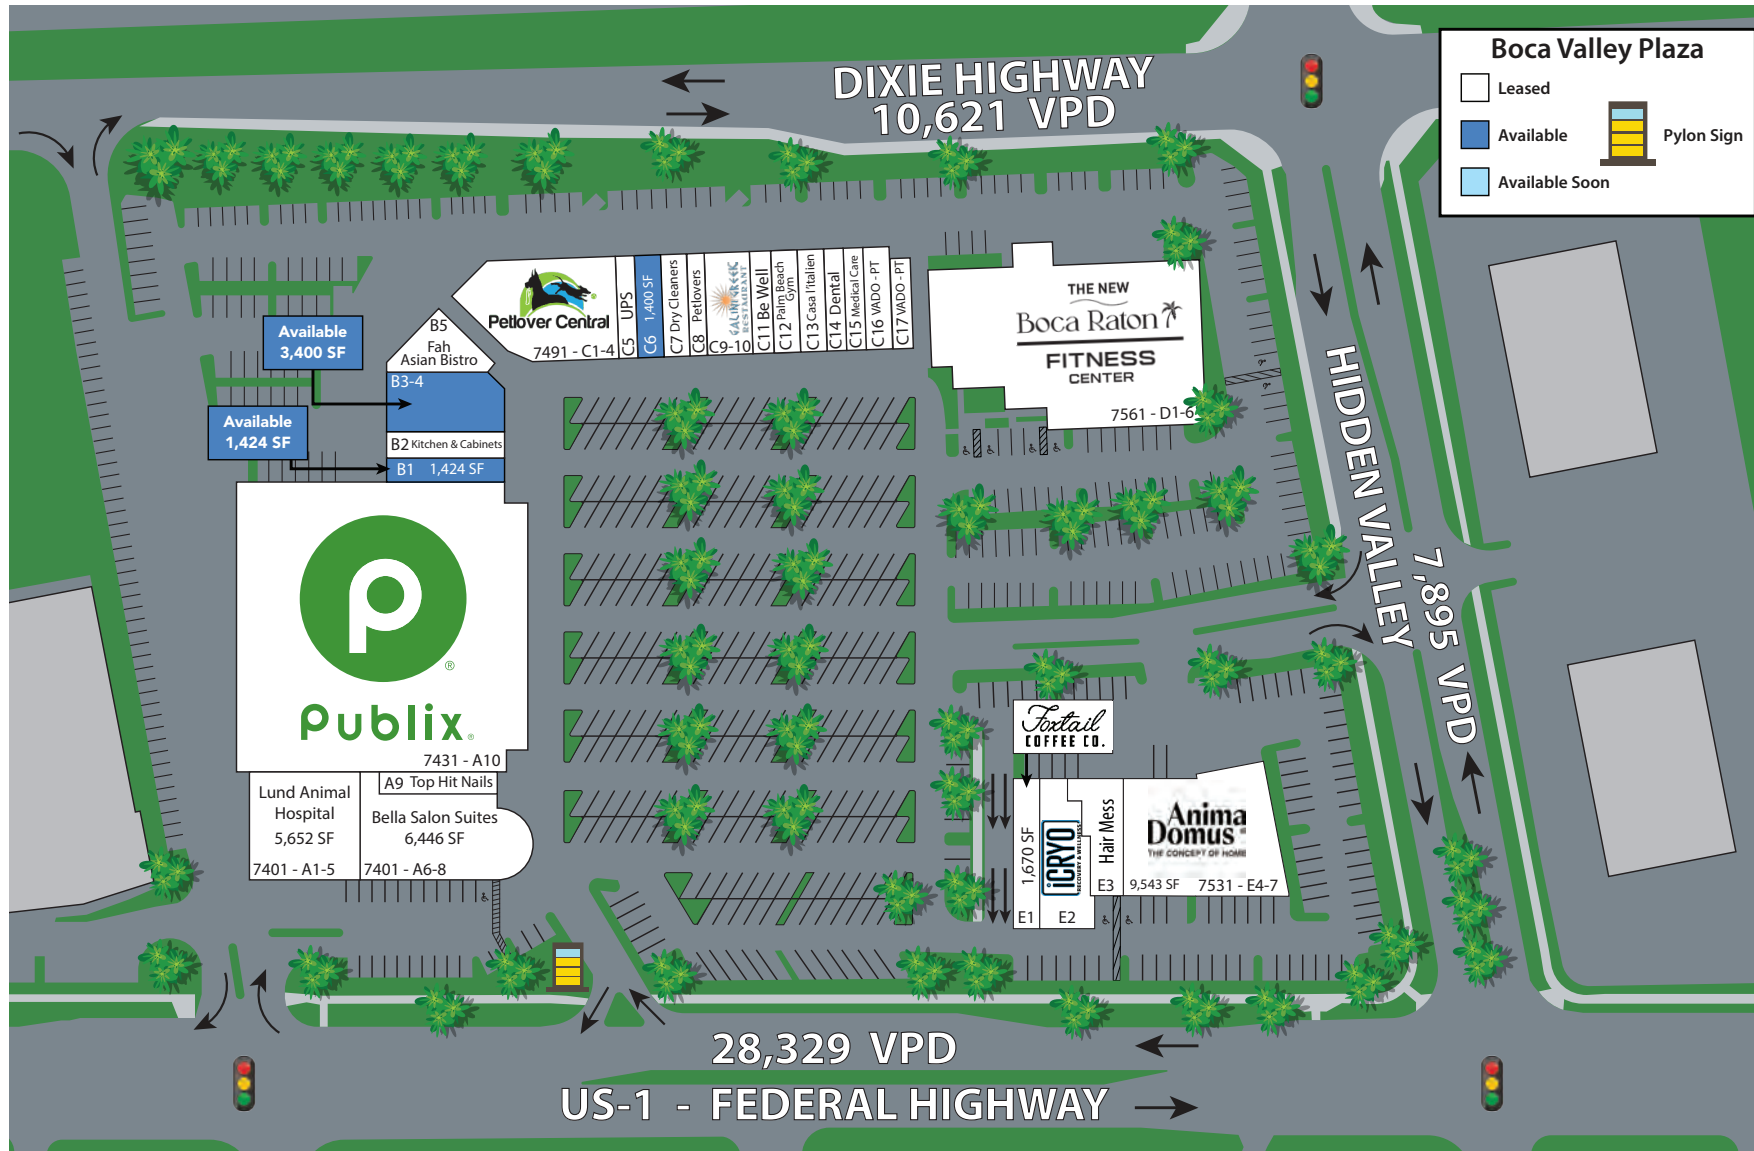 DIXIE HIGHWAY
10,621 VPD
Boca Valley Plaza
Leased
Available
Available Soon
Pylon Sign
Petlover Central
7491 - C1-4
C5 UPS
C6 1,400 SF
C7 Dry Cleaners
C8 Petlovers
GALINI GREEK
RESTAURANT
C9-10
C11 Be Well
C12 Palm Beach
Gym
C13 Casa l'itailen
C14 Dental
C15 Medical Care
C16 VADO - PT
C17 VADO - PT
THE NEW
Boca Raton
FITNESS
CENTER
7561 - D1-6
HIDDEN VALLEY
7,895 VPD
Available
3,400 SF
Available
1,424 SF
B5
Fah
Asian Bistro
B3-4
B2 Kitchen & Cabinets
B1 1,424 SF
Publix®
7431 - A10
A9 Top Hit Nails
Lund Animal
Hospital
5,652 SF
7401 - A1-5
Bella Salon Suites
6,446 SF
7401 - A6-8
Foxtail
COFFEE CO.
1,670 SF
E1
iCRYO
RECOVERY & WELLNESS
E2
Hair Mess
E3
Anima
Domus
THE CONCEPT OF HOME
9,543 SF 7531 - E4-7
28,329 VPD
US-1 - FEDERAL HIGHWAY